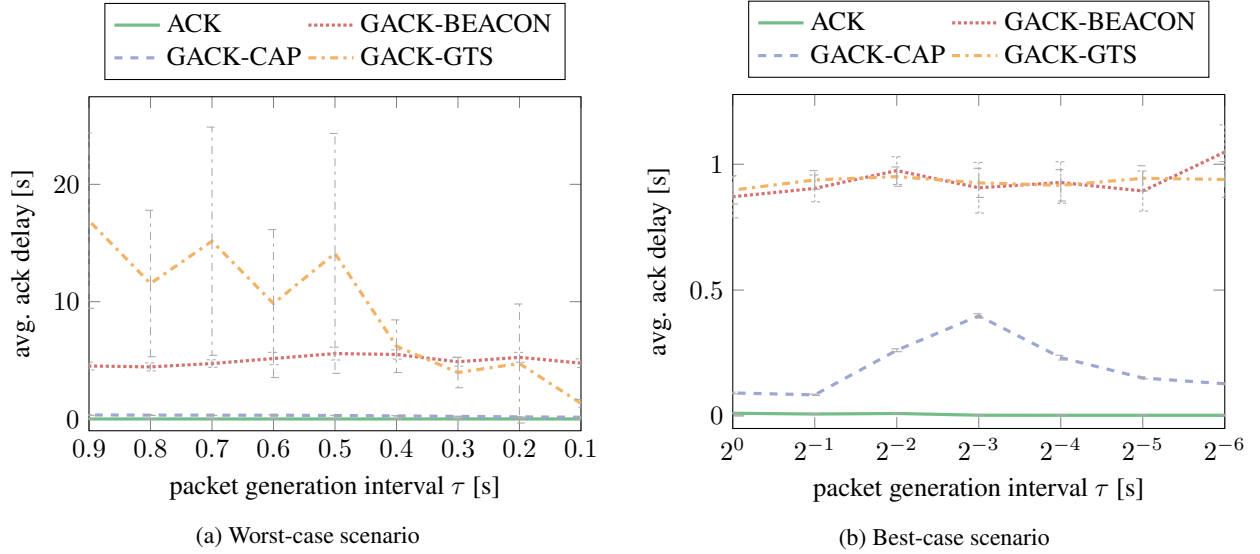 ACK GACK-BEACON
GACK-CAP GACK-GTS
avg. ack delay [s]
20
10
0
0.9 0.8 0.7 0.6 0.5 0.4 0.3 0.2 0.1
packet generation interval τ [s]
(a) Worst-case scenario
ACK GACK-BEACON
GACK-CAP GACK-GTS
avg. ack delay [s]
1
0.5
0
2⁰ 2⁻¹ 2⁻² 2⁻³ 2⁻⁴ 2⁻⁵ 2⁻⁶
packet generation interval τ [s]
(b) Best-case scenario